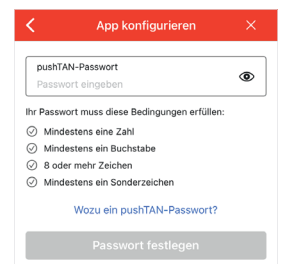 App konfigurieren
pushTAN-Passwort
Passwort eingeben
Ihr Passwort muss diese Bedingungen erfüllen:
Mindestens eine Zahl
Mindestens ein Buchstabe
8 oder mehr Zeichen
Mindestens ein Sonderzeichen
Wozu ein pushTAN-Passwort?
Passwort festlegen